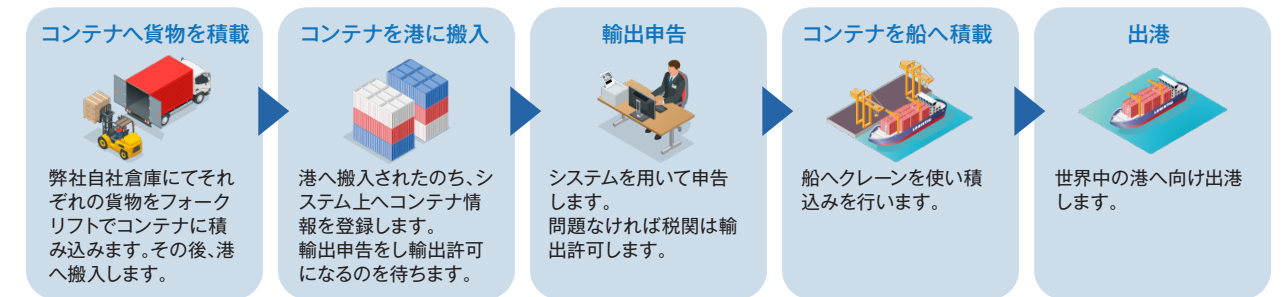 コンテナへ貨物を積載
弊社自社倉庫にてそれ
ぞれの貨物をフォーク
リフトでコンテナに積
み込みます。その後、港
へ搬入します。
コンテナを港に搬入
港へ搬入されたのち、シ
ステム上へコンテナ情
報を登録します。
輸出申告をし輸出許可
になるのを待ちます。
輸出申告
システムを用いて申告
します。
問題なければ税関は輸
出許可します。
コンテナを船へ積載
船へクレーンを使い積
込みを行います。
出港
世界中の港へ向け出港
します。